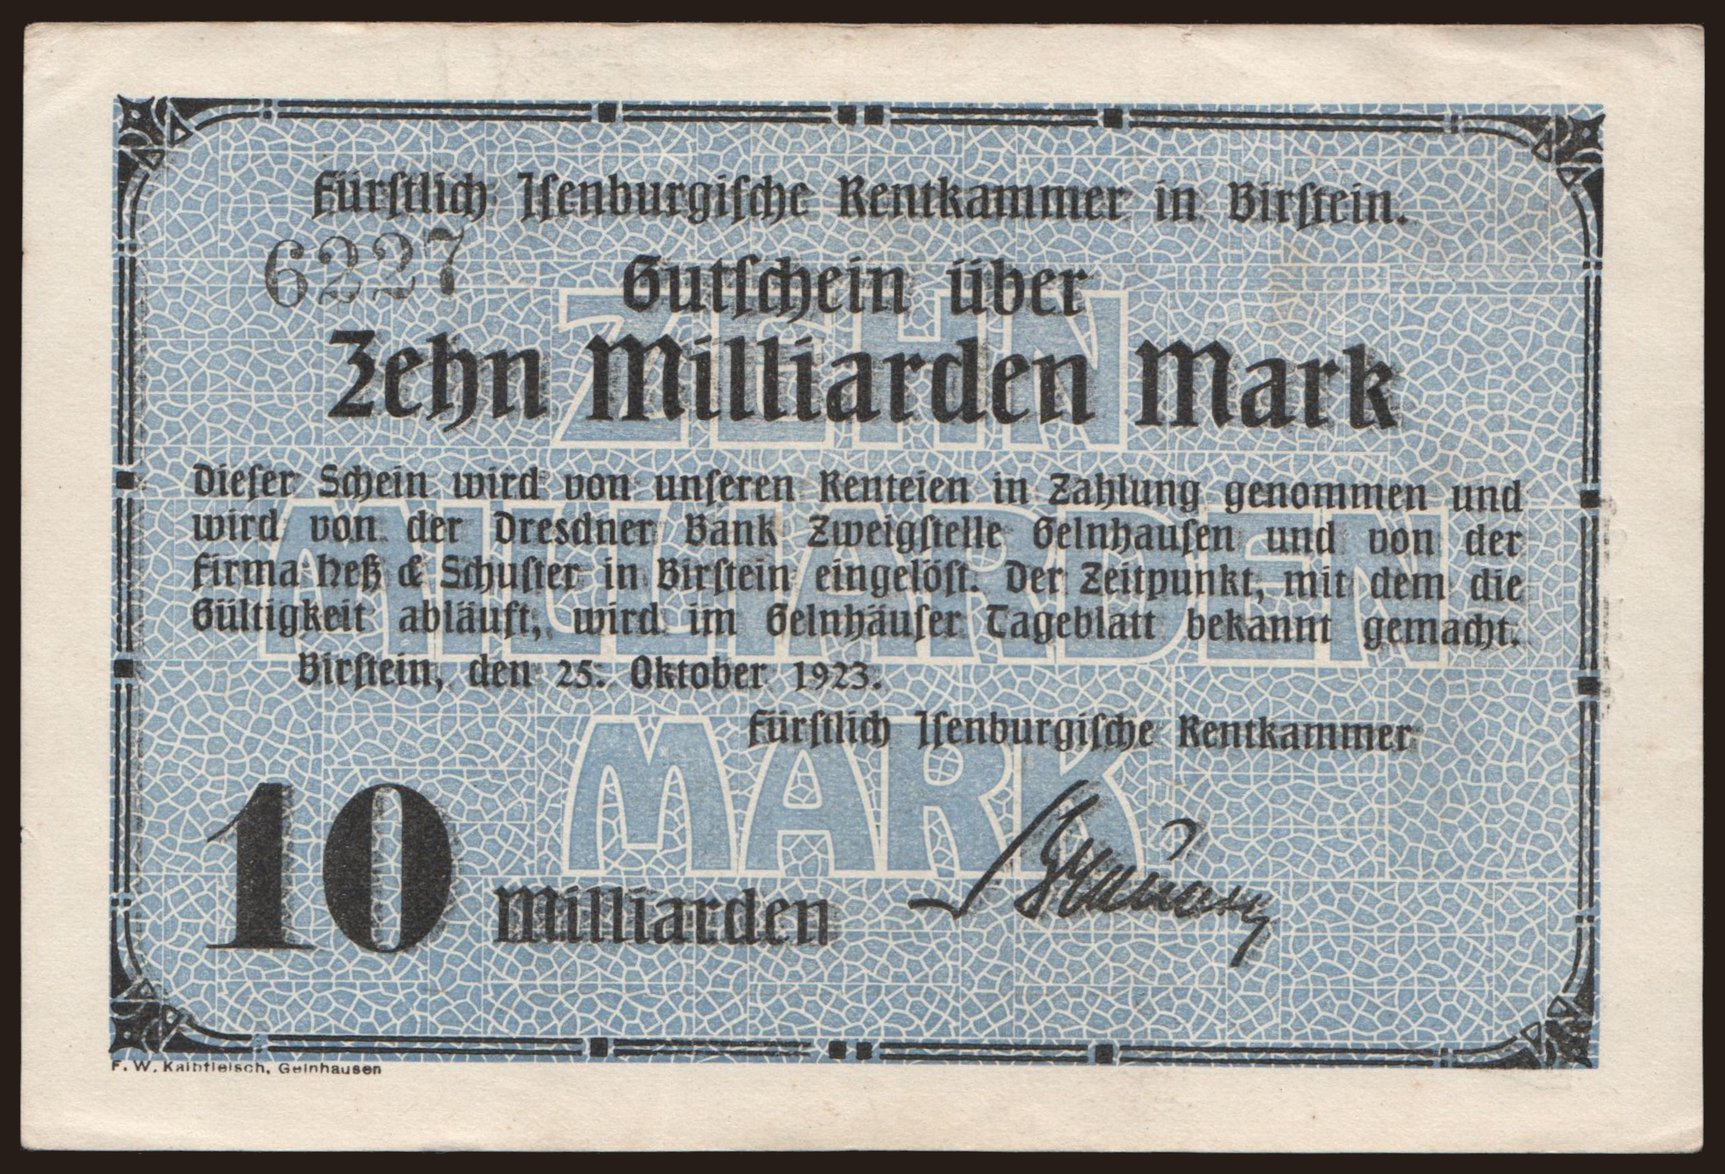 Fürstlich Isenburgische Rentkammer in Birstein.
6227
Gutschein über
Zehn Milliarden Mark
ZEHN
MILLIARDEN
MARK
Dieser Schein wird von unseren Renteien in Zahlung genommen und
wird von der Dresdner Bank Zweigstelle Gelnhausen und von der
Firma Heß & Schuster in Birstein eingelöst. Der Zeitpunkt, mit dem die
Gültigkeit abläuft, wird im Gelnhäuser Tageblatt bekannt gemacht.
Birstein, den 25. Oktober 1923.
Fürstlich Isenburgische Rentkammer
10 Milliarden
F. W. Kalbfleisch, Gelnhausen